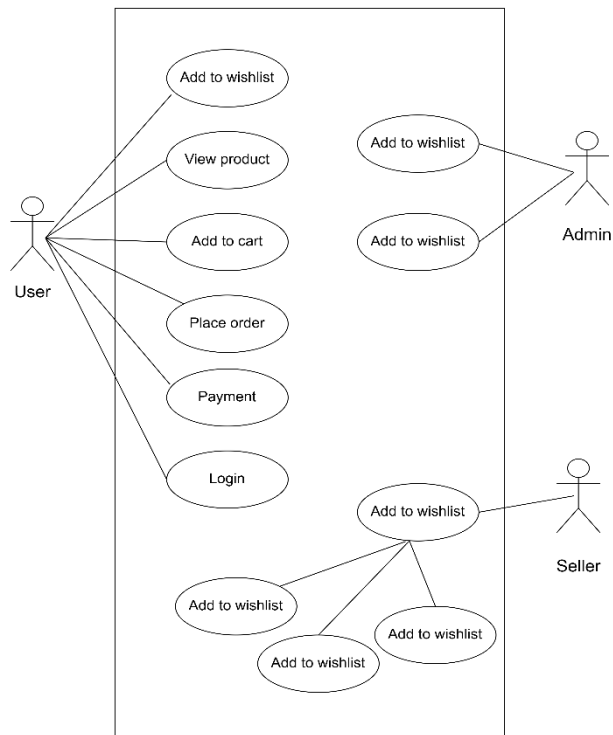 Add to wishlist
View product
Add to cart
Place order
Payment
Login
User
Add to wishlist
Add to wishlist
Admin
Add to wishlist
Seller
Add to wishlist
Add to wishlist
Add to wishlist